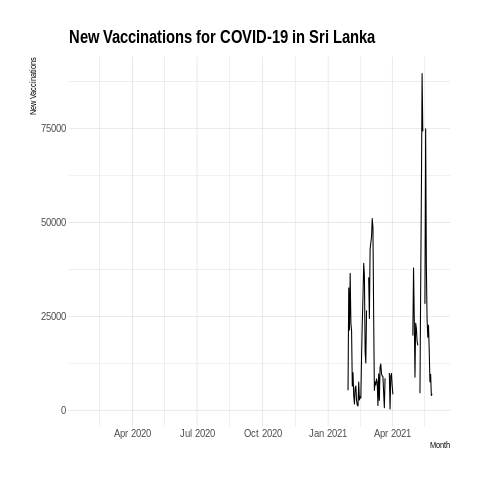 New Vaccinations for COVID-19 in Sri Lanka
New Vaccinations
75000
50000
25000
0
Apr 2020 Jul 2020 Oct 2020 Jan 2021 Apr 2021
Month